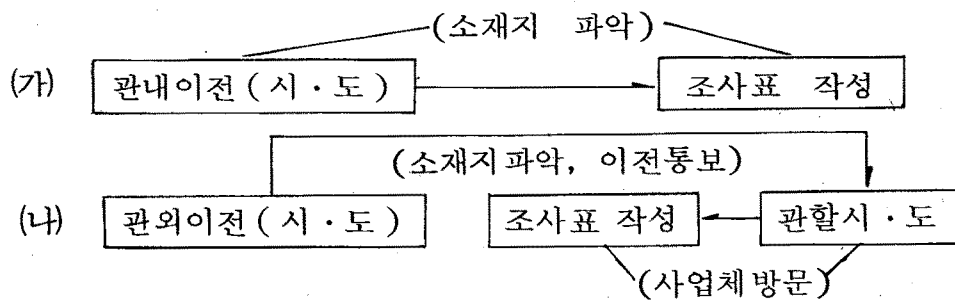 (소재지 파악)
(가) 관내이전 ( 시 · 도 ) 조사표 작성
(소재지파악, 이전통보)
(나) 관외이전 ( 시 · 도 ) 조사표 작성 관할시 · 도
(사업체방문)